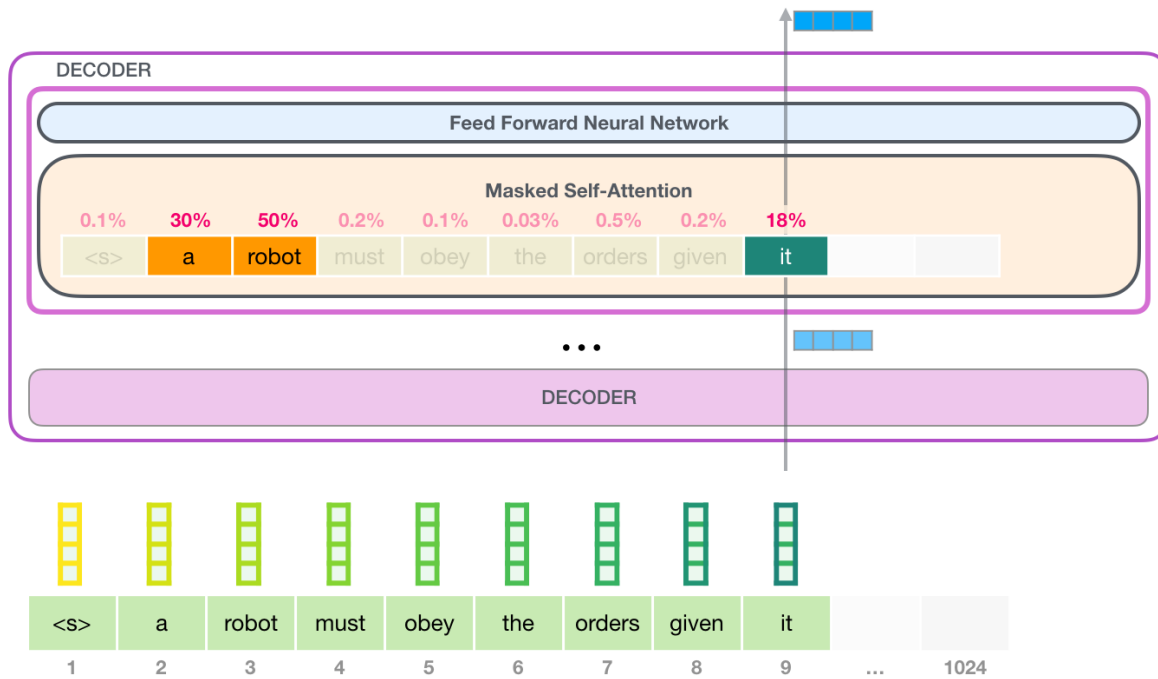 DECODER
Feed Forward Neural Network
Masked Self-Attention
0.1% 30% 50% 0.2% 0.1% 0.03% 0.5% 0.2% 18%
<s> a robot must obey the orders given it
...
DECODER
<s> a robot must obey the orders given it
1 2 3 4 5 6 7 8 9 ... 1024